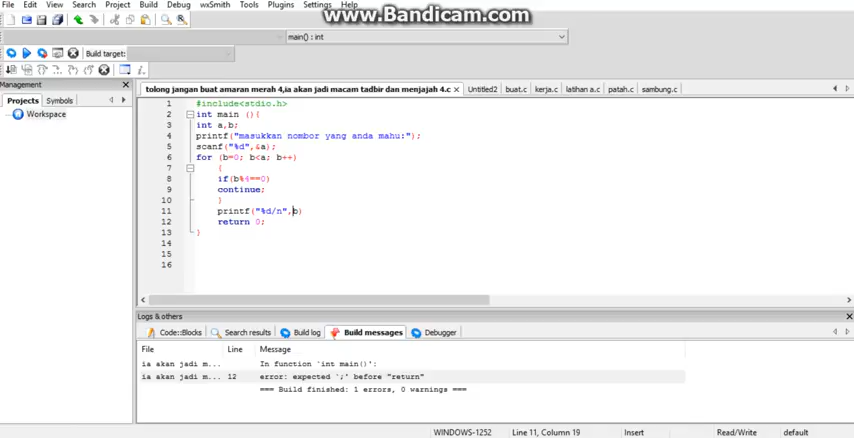 File Edit View Search Project Build Debug wxSmith Tools Plugins Settings Help
www.Bandicam.com
main() : int
Build target:
Management
Projects Symbols
Workspace
tolong jangan buat amaran merah 4,ia akan jadi macam tadbir dan menjajah 4.c Untitled2 buat.c kerja.c latihan a.c patah.c sambung.c
1 #include<stdio.h>
2 int main (){
3 int a,b;
4 printf("masukkan nombor yang anda mahu:");
5 scanf("%d",&a);
6 for (b=0; b<a; b++)
7 {
8 if(b%4==0)
9 continue;
10 }
11 printf("%d/n",b)
12 return 0;
13 }
14
15
16
Logs & others
Code::Blocks Search results Build log Build messages Debugger
File Line Message
ia akan jadi m... In function 'int main()':
ia akan jadi m... 12 error: expected `;' before "return"
=== Build finished: 1 errors, 0 warnings ===
WINDOWS-1252 Line 11, Column 19 Insert Read/Write default